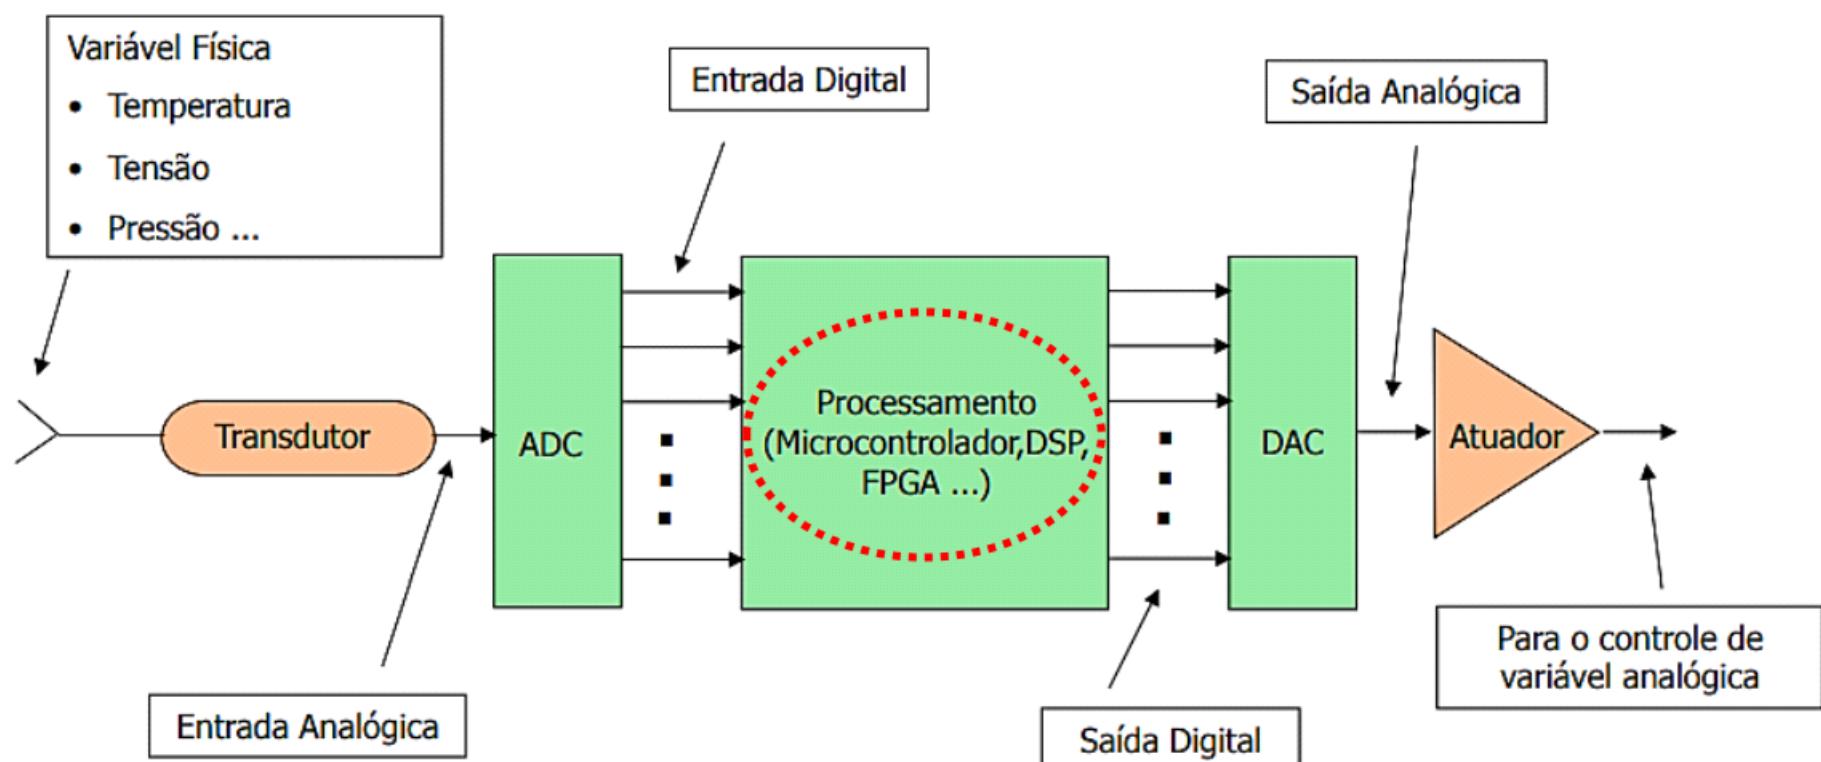 Variável Física
• Temperatura
• Tensão
• Pressão ...
Entrada Digital
Saída Analógica
Transdutor
ADC
Processamento
(Microcontrolador,DSP,
FPGA ...)
DAC
Atuador
Entrada Analógica
Saída Digital
Para o controle de
variável analógica